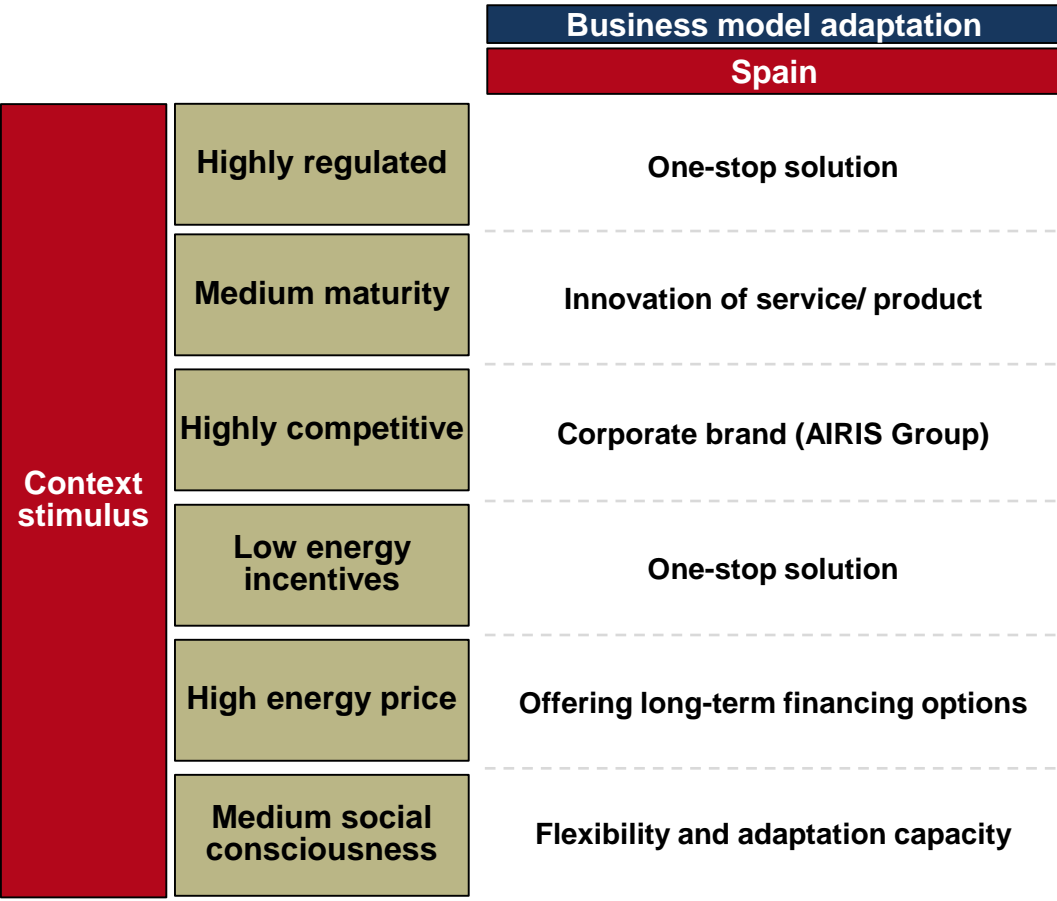 Business model adaptation
Spain
Context
stimulus
Highly regulated
One-stop solution
Medium maturity
Innovation of service/ product
Highly competitive
Corporate brand (AIRIS Group)
Low energy
incentives
One-stop solution
High energy price
Offering long-term financing options
Medium social
consciousness
Flexibility and adaptation capacity